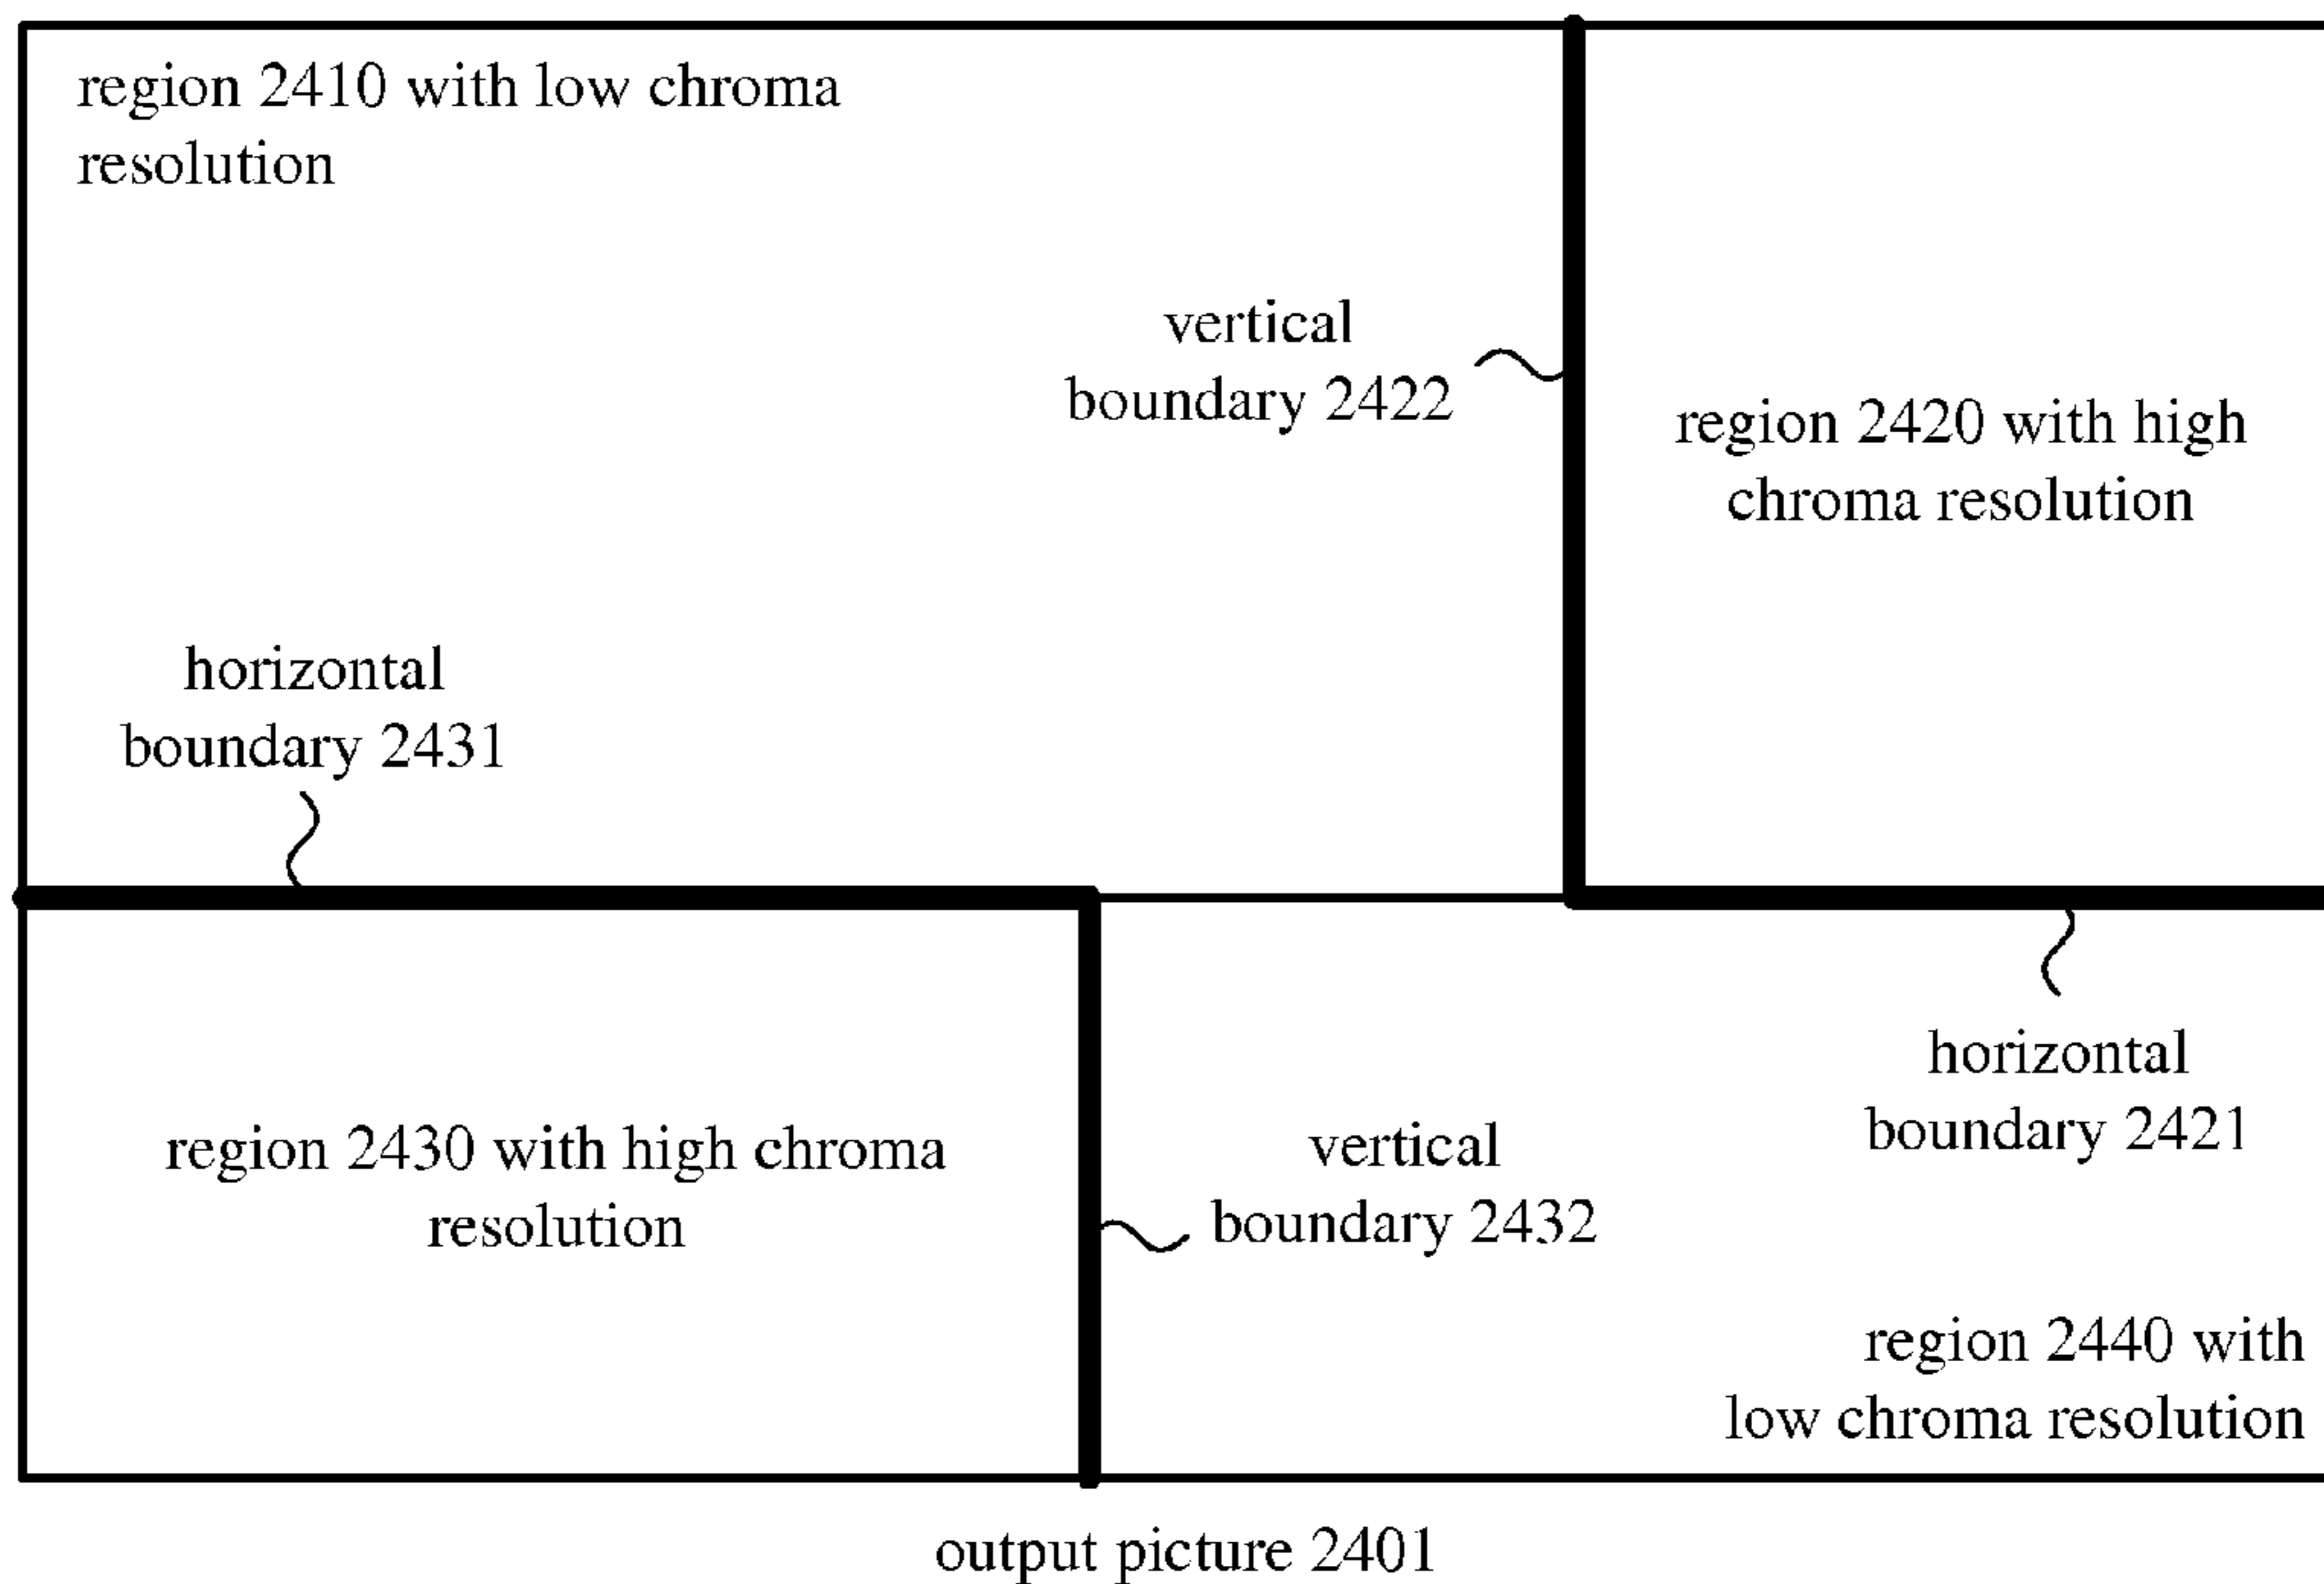 region 2410 with low chroma
resolution
vertical
boundary 2422
region 2420 with high
chroma resolution
horizontal
boundary 2431
horizontal
boundary 2421
region 2430 with high chroma
resolution
vertical
boundary 2432
region 2440 with
low chroma resolution
output picture 2401